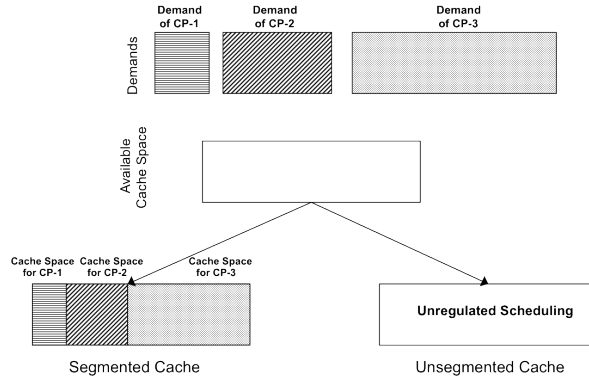 Demand
of CP-1
Demand
of CP-2
Demand
of CP-3
Demands
Available
Cache Space
Cache Space
for CP-1
Cache Space
for CP-2
Cache Space
for CP-3
Unregulated Scheduling
Segmented Cache
Unsegmented Cache